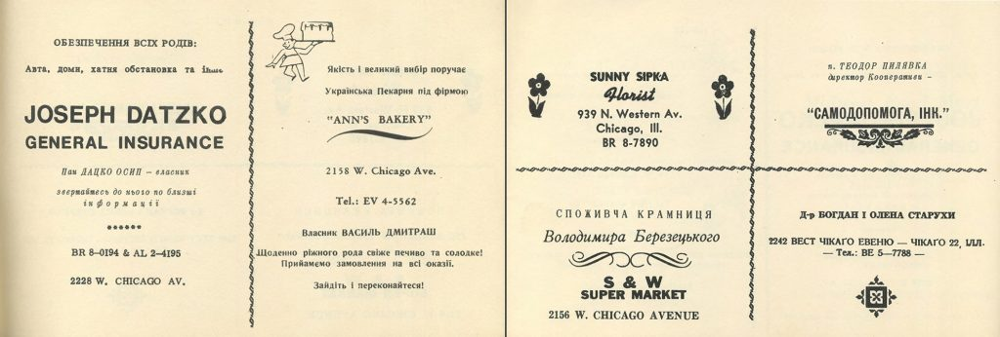 ОБЕЗПЕЧЕННЯ ВСІХ РОДІВ:
Авта, доми, хатня обстановка та інше
JOSEPH DATZKO
GENERAL INSURANCE
Пан ДАЦКО ОСИП — власник
звертайтесь до нього по близші
інформації
******
BR 8-0194 & AL 2-4195
2228 W. CHICAGO AV.
Якість і великий вибір поручає
Українська Пекарня під фірмою
"ANN'S BAKERY"
2158 W. Chicago Ave.
Tel.: EV 4-5562
Власник ВАСИЛЬ ДМИТРАШ
Щоденно ріжного рода свіже печиво та солодке!
Приймаємо замовлення на всі оказії.
Зайдіть і переконайтеся!
SUNNY SIPKA
Florist
939 N. Western Av.
Chicago, Ill.
BR 8-7890
п. ТЕОДОР ПИЛЯВКА
директор Кооперативи —
"САМОДОПОМОГА, ІНК."
СПОЖИВЧА КРАМНИЦЯ
Володимира Березецького
S & W
SUPER MARKET
2156 W. CHICAGO AVENUE
Д-р БОГДАН І ОЛЕНА СТАРУХИ
2242 ВЕСТ ЧІКАҐО ЕВЕНЮ — ЧІКАҐО 22, ІЛЛ.
— Тел.: ВЕ 5—7788 —